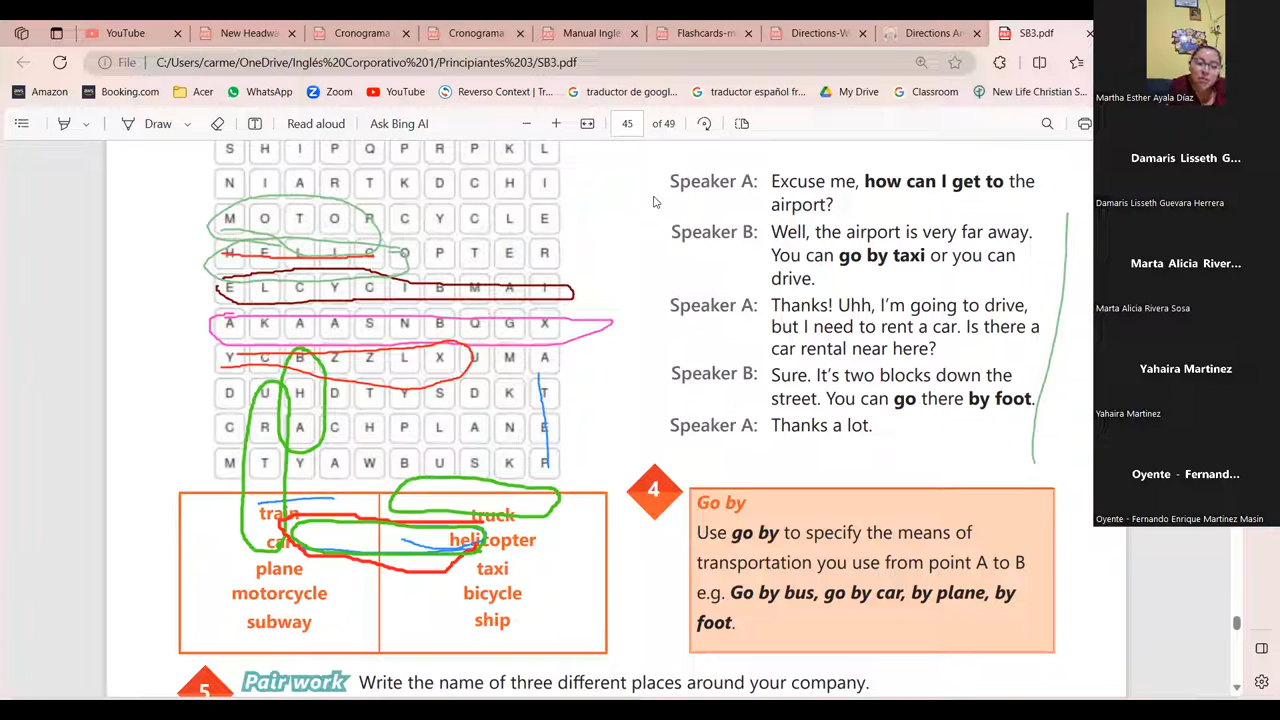 YouTube
New Headw
Cronograma
Cronograma
Manual Inglé
Flashcards-m
Directions-W
Directions An
SB3.pdf
File C:/Users/carme/OneDrive/Inglés%20Corporativo%201/Principiantes%203/SB3.pdf
Amazon
Booking.com
Acer
WhatsApp
Zoom
YouTube
Reverso Context | Tr...
traductor de googl...
traductor español fr...
My Drive
Classroom
New Life Christian S...
Draw
Read aloud
Ask Bing AI
45 of 49
S H I P Q P R P K L
N I A R T K D C H I
M O T O R C Y C L E
H E L I C O P T E R
E L C Y C I B M A I
A K A A S N B Q G X
Y C B Z Z L X U M A
D U H D T Y S D K T
C R A C H P L A N E
M T Y A W B U S K R
train
car
plane
motorcycle
subway
truck
helicopter
taxi
bicycle
ship
Speaker A: Excuse me, how can I get to the
airport?
Speaker B: Well, the airport is very far away.
You can go by taxi or you can
drive.
Speaker A: Thanks! Uhh, I'm going to drive,
but I need to rent a car. Is there a
car rental near here?
Speaker B: Sure. It's two blocks down the
street. You can go there by foot.
Speaker A: Thanks a lot.
4
Go by
Use go by to specify the means of
transportation you use from point A to B
e.g. Go by bus, go by car, by plane, by
foot.
5
Pair work Write the name of three different places around your company.
Martha Esther Ayala Díaz
Damaris Lisseth G...
Damaris Lisseth Guevara Herrera
Marta Alicia River...
Marta Alicia Rivera Sosa
Yahaira Martinez
Yahaira Martinez
Oyente - Fernand...
Oyente - Fernando Enrique Martinez Masin